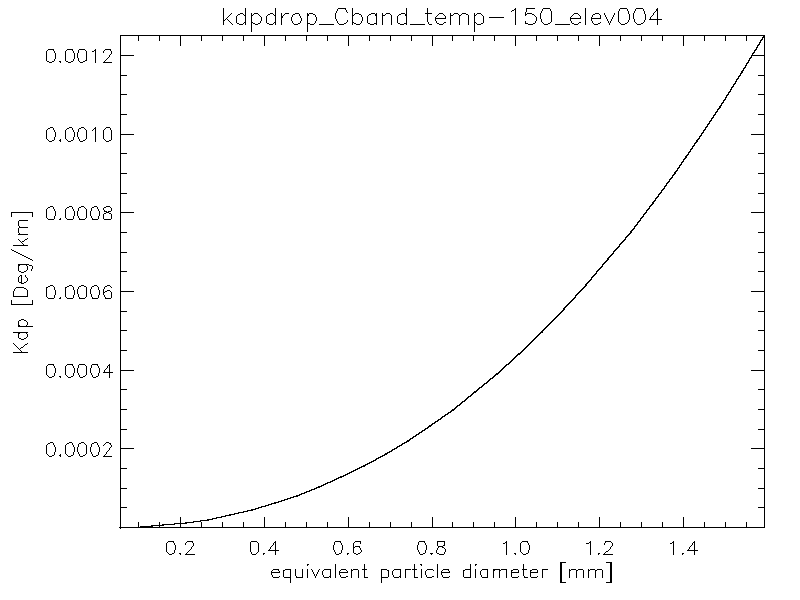 kdpdrop_Cband_temp-150_elev004
0.0012
0.0010
0.0008
0.0006
0.0004
0.0002
Kdp [Deg/km]
0.2 0.4 0.6 0.8 1.0 1.2 1.4
equivalent particle diameter [mm]